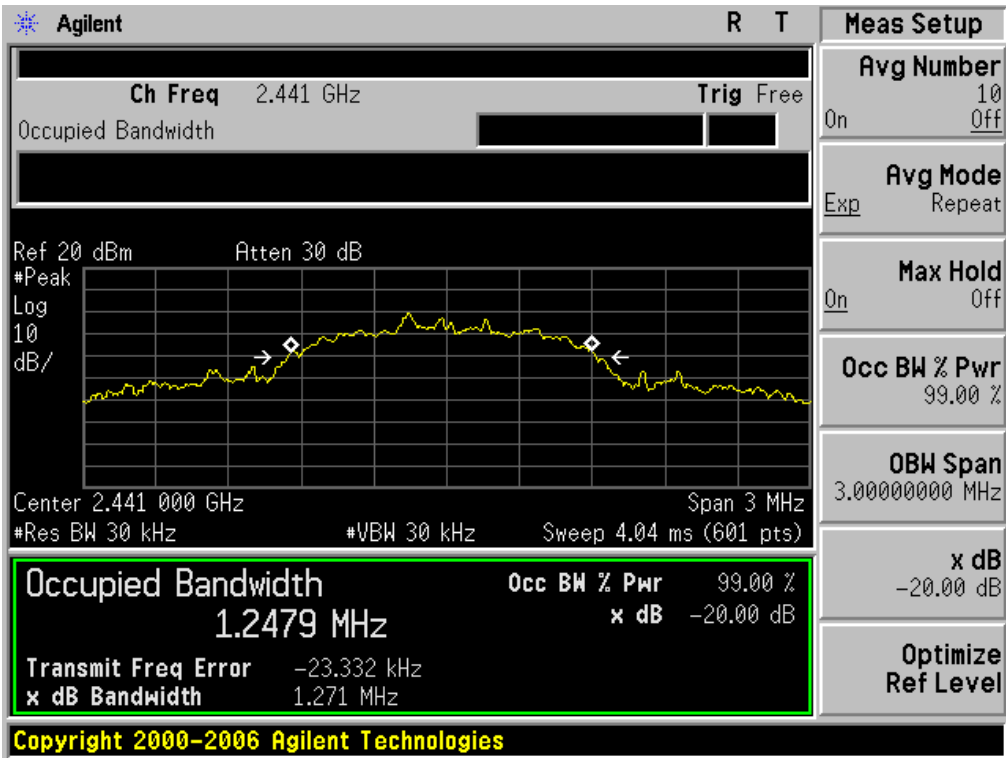 Agilent R T
Ch Freq 2.441 GHz Trig Free
Occupied Bandwidth
Ref 20 dBm Atten 30 dB
#Peak
Log
10
dB/
Center 2.441 000 GHz Span 3 MHz
#Res BW 30 kHz #VBW 30 kHz Sweep 4.04 ms (601 pts)
Occupied Bandwidth Occ BW % Pwr 99.00 %
1.2479 MHz x dB -20.00 dB
Transmit Freq Error -23.332 kHz
x dB Bandwidth 1.271 MHz
Copyright 2000-2006 Agilent Technologies
Meas Setup
Avg Number
10
On Off
Avg Mode
Exp Repeat
Max Hold
On Off
Occ BW % Pwr
99.00 %
OBW Span
3.00000000 MHz
x dB
-20.00 dB
Optimize
Ref Level